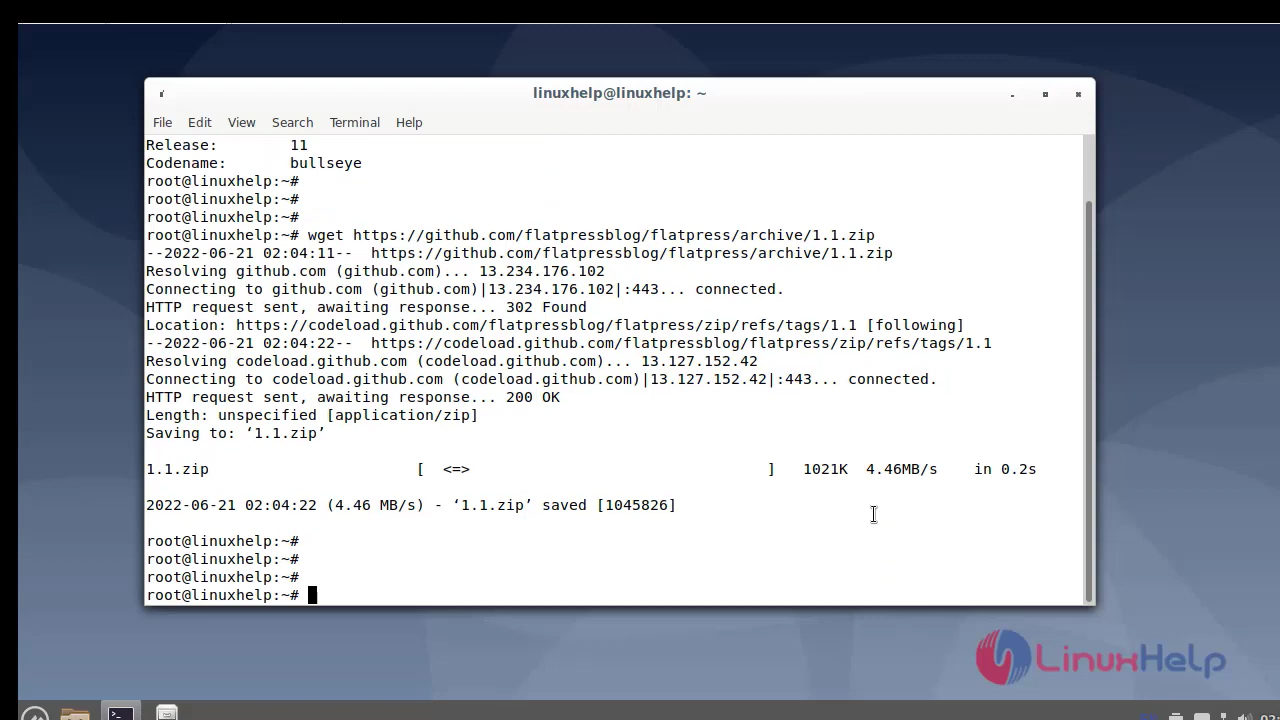 linuxhelp@linuxhelp: ~
File Edit View Search Terminal Help
Release:        11
Codename:       bullseye
root@linuxhelp:~#
root@linuxhelp:~#
root@linuxhelp:~#
root@linuxhelp:~# wget https://github.com/flatpressblog/flatpress/archive/1.1.zip
--2022-06-21 02:04:11--  https://github.com/flatpressblog/flatpress/archive/1.1.zip
Resolving github.com (github.com)... 13.234.176.102
Connecting to github.com (github.com)|13.234.176.102|:443... connected.
HTTP request sent, awaiting response... 302 Found
Location: https://codeload.github.com/flatpressblog/flatpress/zip/refs/tags/1.1 [following]
--2022-06-21 02:04:22--  https://codeload.github.com/flatpressblog/flatpress/zip/refs/tags/1.1
Resolving codeload.github.com (codeload.github.com)... 13.127.152.42
Connecting to codeload.github.com (codeload.github.com)|13.127.152.42|:443... connected.
HTTP request sent, awaiting response... 200 OK
Length: unspecified [application/zip]
Saving to: ‘1.1.zip’
1.1.zip                       [  <=>                                 ]   1021K  4.46MB/s    in 0.2s
2022-06-21 02:04:22 (4.46 MB/s) - ‘1.1.zip’ saved [1045826]
root@linuxhelp:~#
root@linuxhelp:~#
root@linuxhelp:~#
root@linuxhelp:~#
LinuxHelp